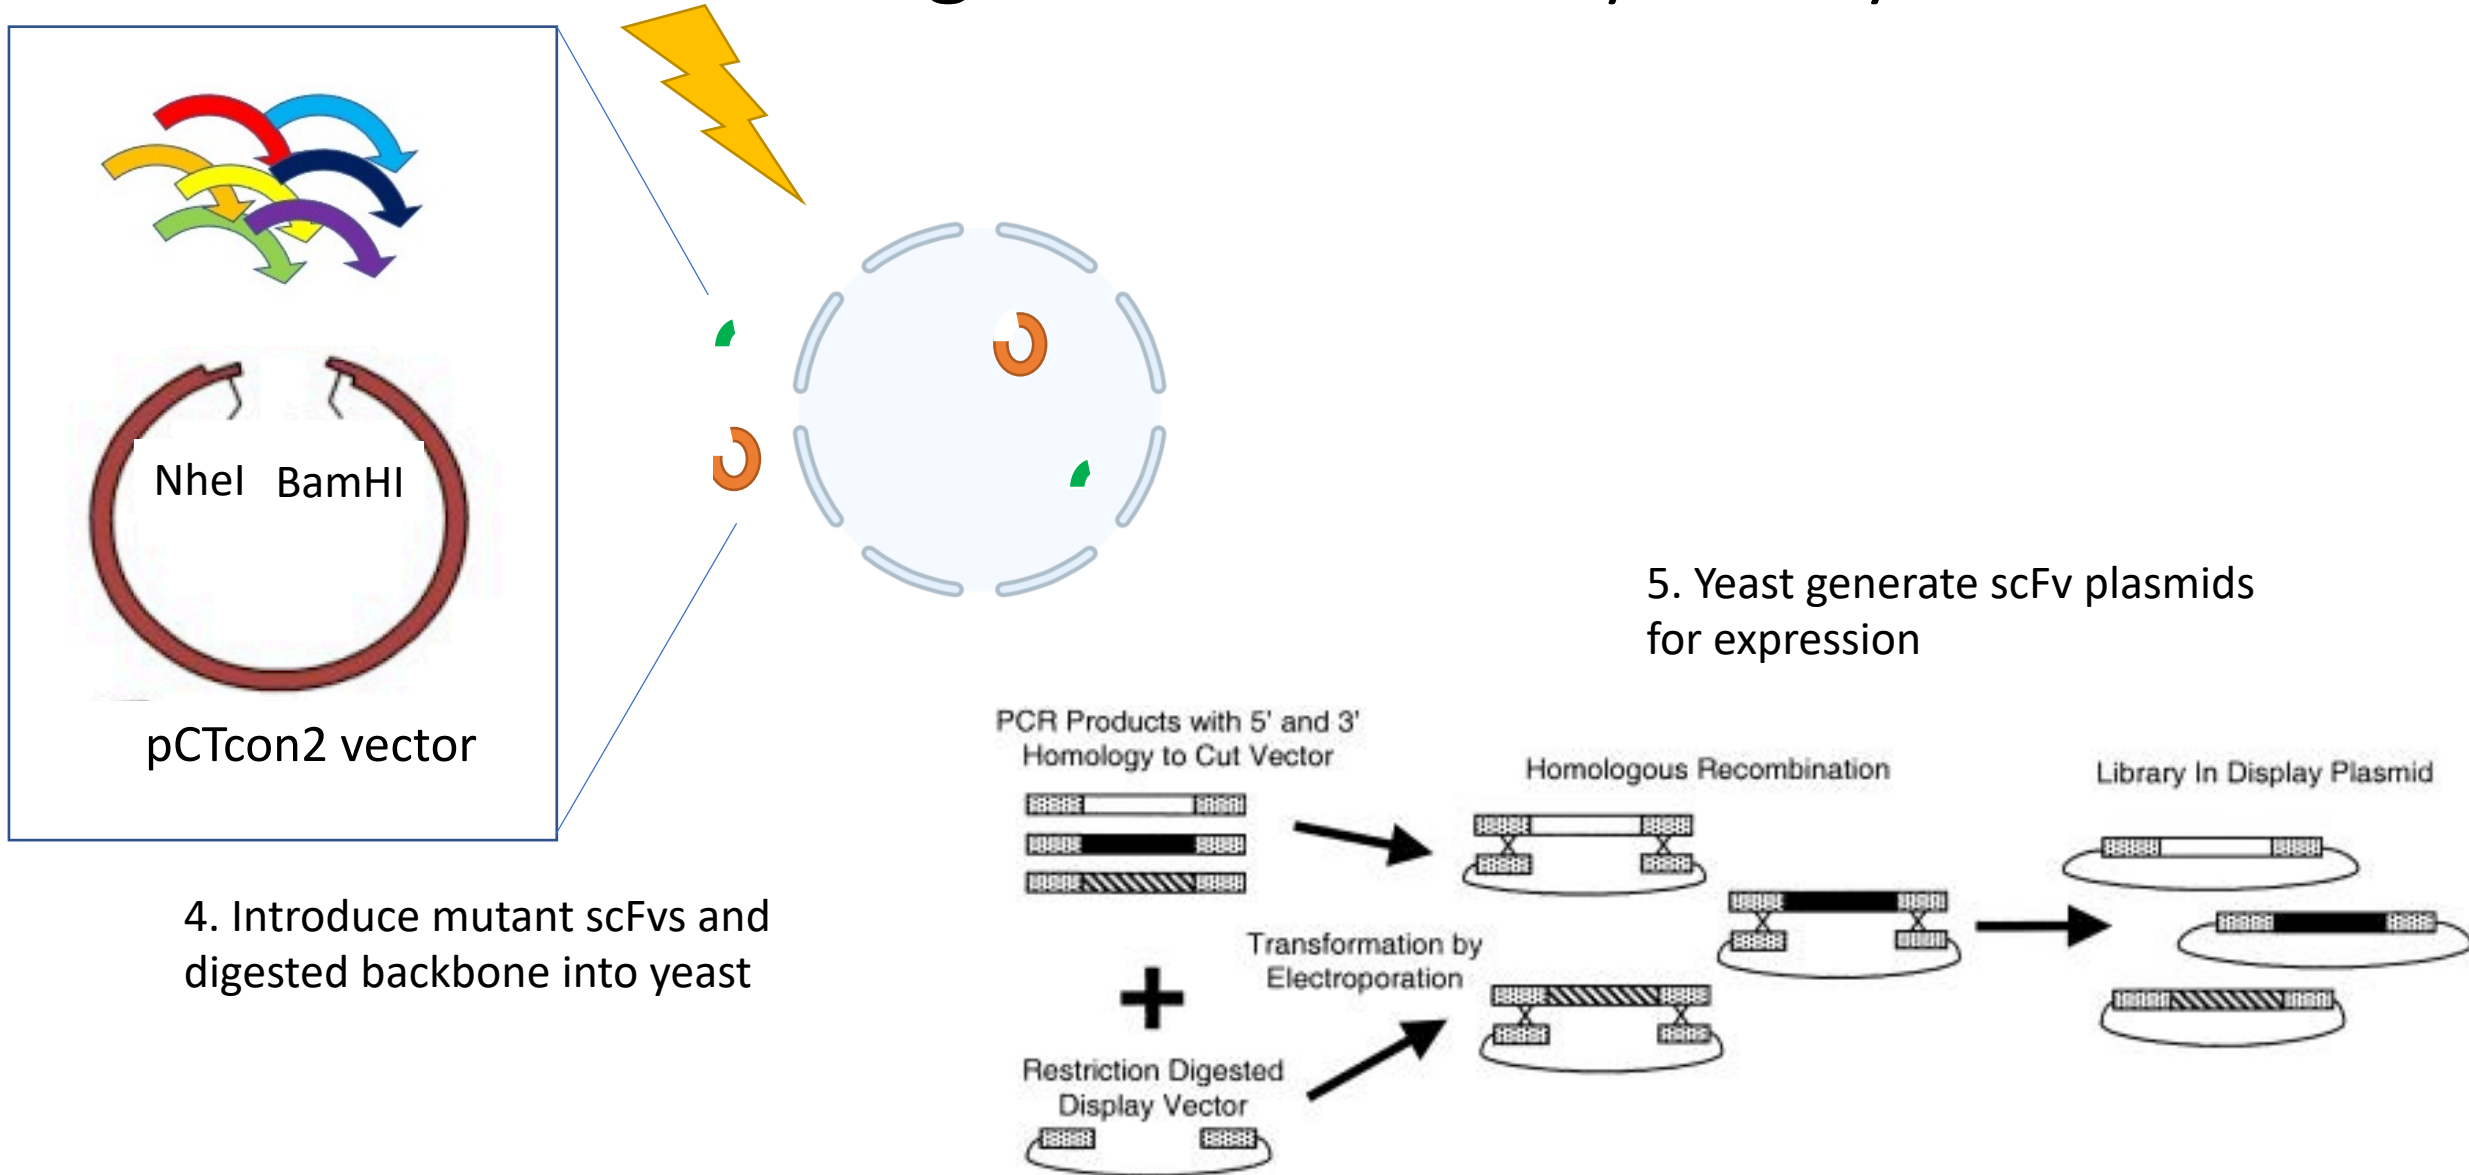 NheI BamHI
pCTcon2 vector
4. Introduce mutant scFvs and
digested backbone into yeast
5. Yeast generate scFv plasmids
for expression
PCR Products with 5' and 3'
Homology to Cut Vector
Homologous Recombination
Library In Display Plasmid
Transformation by
Electroporation
Restriction Digested
Display Vector